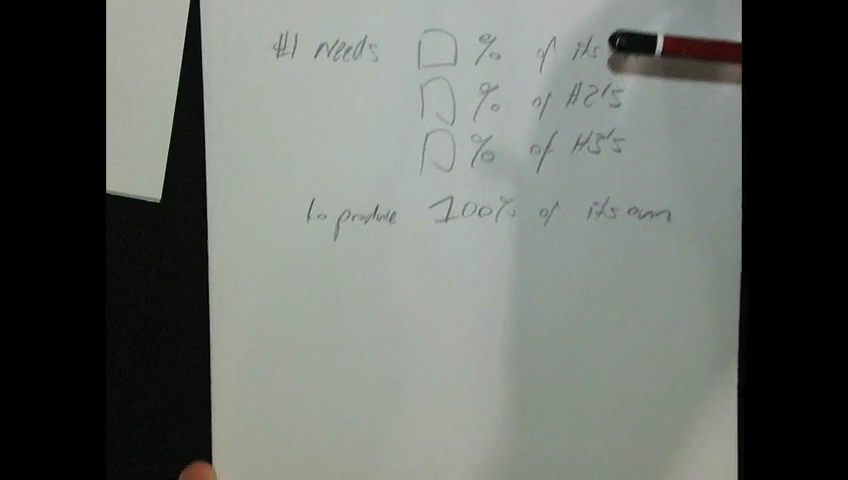 #1 needs □ % of its
□ % of #2's
□ % of #3's
to produce 100% of its own